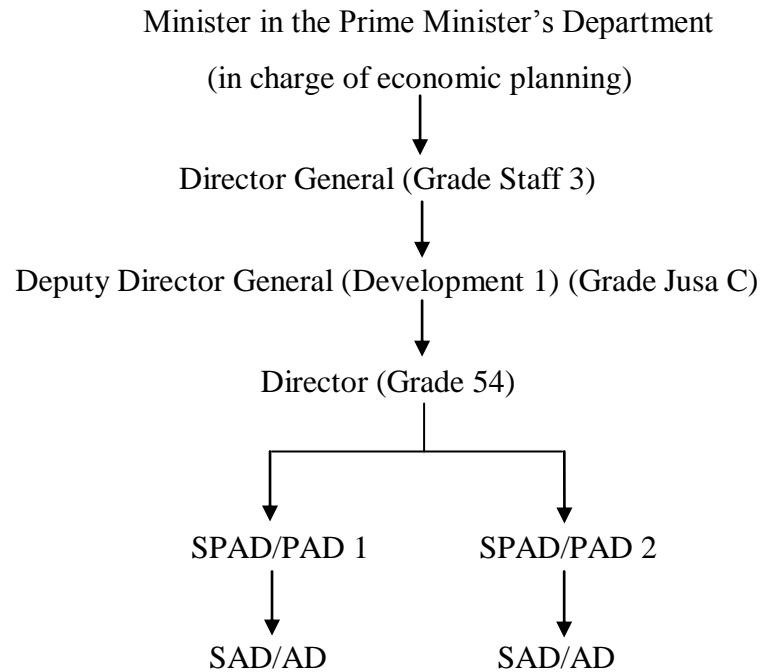 Minister in the Prime Minister’s Department
(in charge of economic planning)
Director General (Grade Staff 3)
Deputy Director General (Development 1) (Grade Jusa C)
Director (Grade 54)
SPAD/PAD 1
SPAD/PAD 2
SAD/AD
SAD/AD